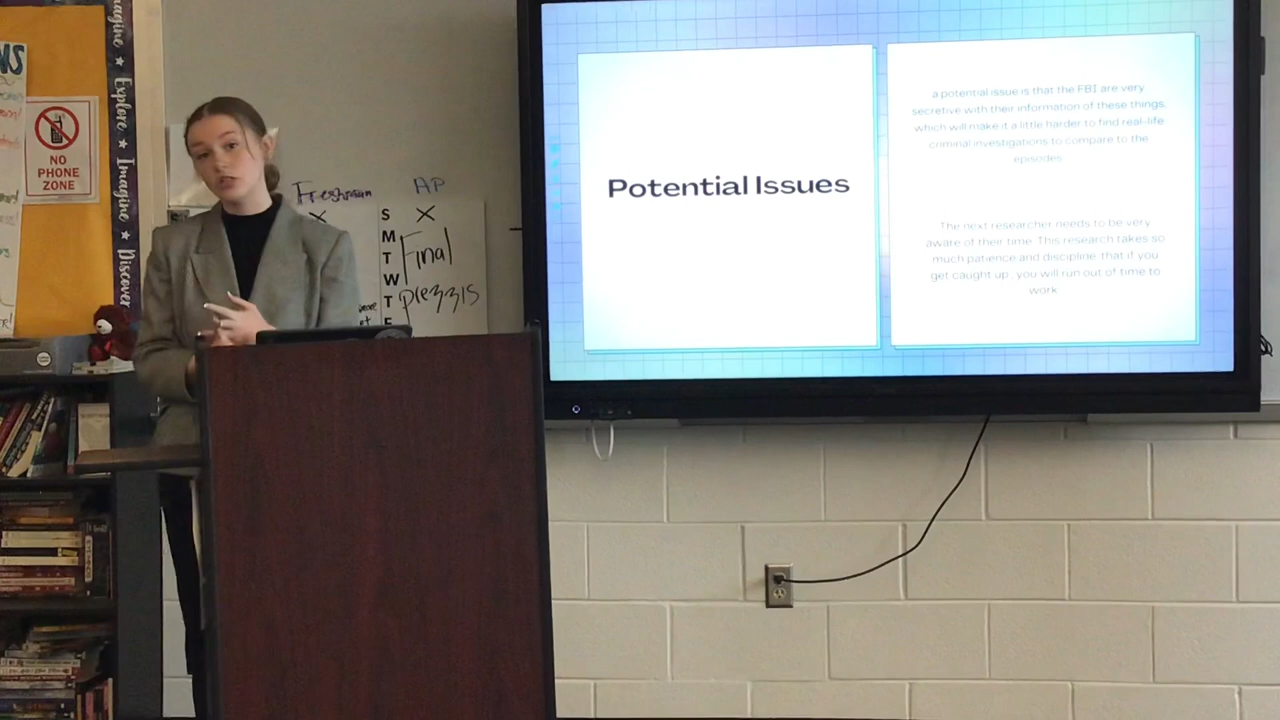 NS
NO
PHONE
ZONE
magine
★ Explore ★ Imagine ★ Discover
Freshman
AP
X
X
S
M
T
W
T
F
Final
prezzis
Potential Issues
a potential issue is that the FBI are very
secretive with their information of these things,
which will make it a little harder to find real-life
criminal investigations to compare to the
episodes.
The next researcher needs to be very
aware of their time. This research takes so
much patience and discipline, that if you
get caught up , you will run out of time to
work.